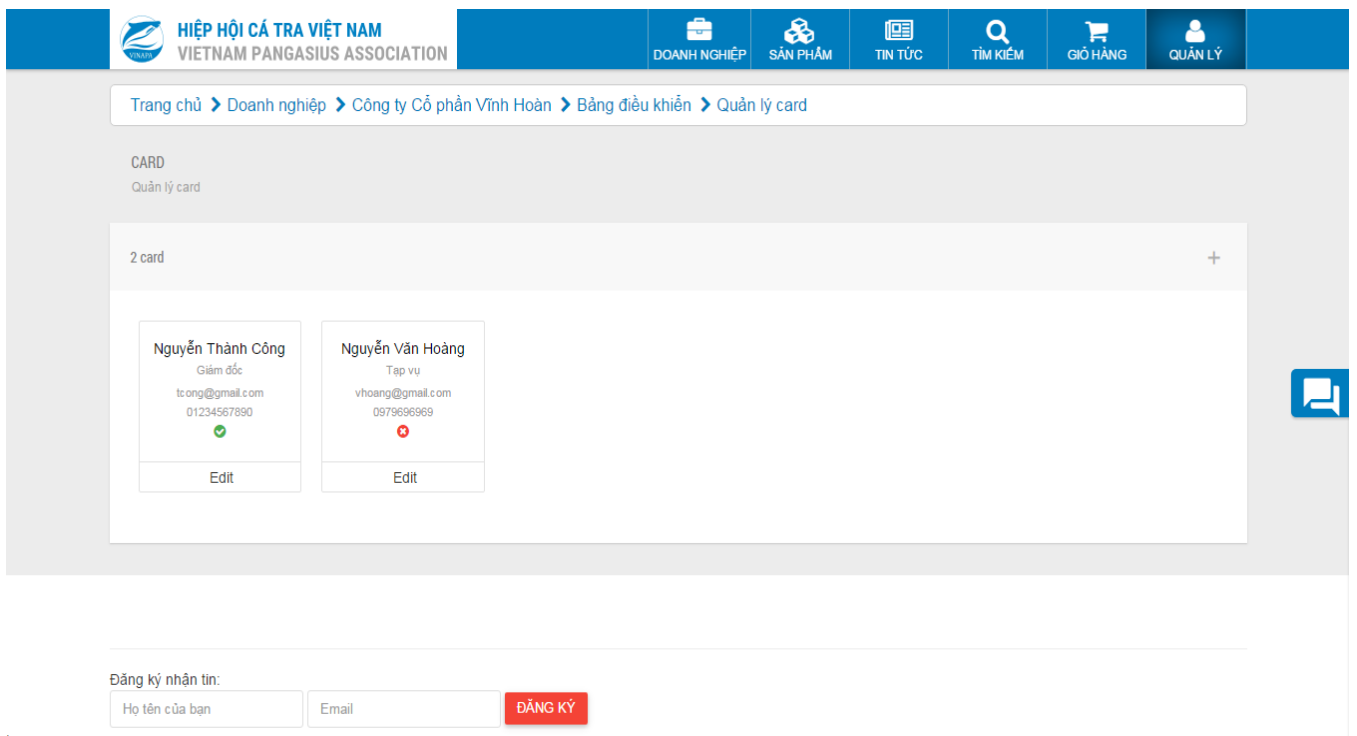 HIỆP HỘI CÁ TRA VIỆT NAM
VIETNAM PANGASIUS ASSOCIATION
VINAPA
DOANH NGHIỆP SẢN PHẨM TIN TỨC TÌM KIẾM GIỎ HÀNG QUẢN LÝ
Trang chủ Doanh nghiệp Công ty Cổ phần Vĩnh Hoàn Bảng điều khiển Quản lý card
CARD
Quản lý card
2 card
Nguyễn Thành Công
Giám đốc
tcong@gmail.com
01234567890
Edit
Nguyễn Văn Hoàng
Tạp vụ
vhoang@gmail.com
0979696969
Edit
Đăng ký nhận tin:
Họ tên của bạn Email ĐĂNG KÝ